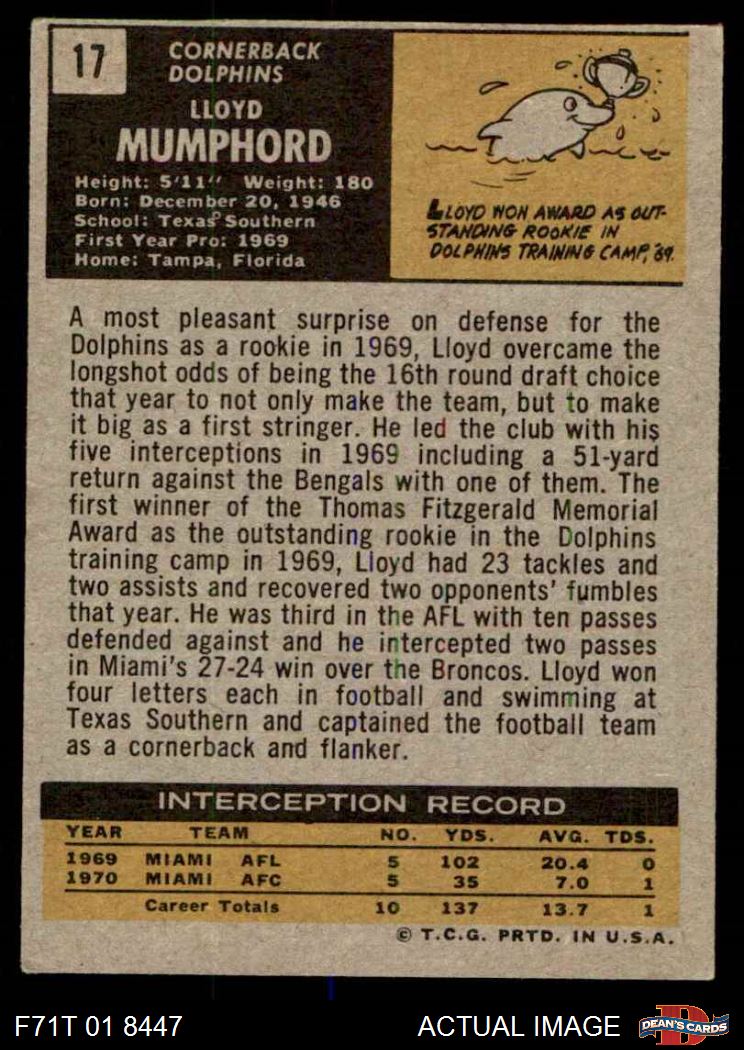 17
CORNERBACK
DOLPHINS
LLOYD
MUMPHORD
Height: 5'11" Weight: 180
Born: December 20, 1946
School: Texas Southern
First Year Pro: 1969
Home: Tampa, Florida
LLOYD WON AWARD AS OUT-
STANDING ROOKIE IN
DOLPHINS TRAINING CAMP, '69.
A most pleasant surprise on defense for the
Dolphins as a rookie in 1969, Lloyd overcame the
longshot odds of being the 16th round draft choice
that year to not only make the team, but to make
it big as a first stringer. He led the club with his
five interceptions in 1969 including a 51-yard
return against the Bengals with one of them. The
first winner of the Thomas Fitzgerald Memorial
Award as the outstanding rookie in the Dolphins
training camp in 1969, Lloyd had 23 tackles and
two assists and recovered two opponents' fumbles
that year. He was third in the AFL with ten passes
defended against and he intercepted two passes
in Miami's 27-24 win over the Broncos. Lloyd won
four letters each in football and swimming at
Texas Southern and captained the football team
as a cornerback and flanker.
INTERCEPTION RECORD
YEAR TEAM NO. YDS. AVG. TDS.
1969 MIAMI AFL 5 102 20.4 0
1970 MIAMI AFC 5 35 7.0 1
Career Totals 10 137 13.7 1
© T.C.G. PRTD. IN U.S.A.
F71T 01 8447
ACTUAL IMAGE
D
DEAN'S CARDS